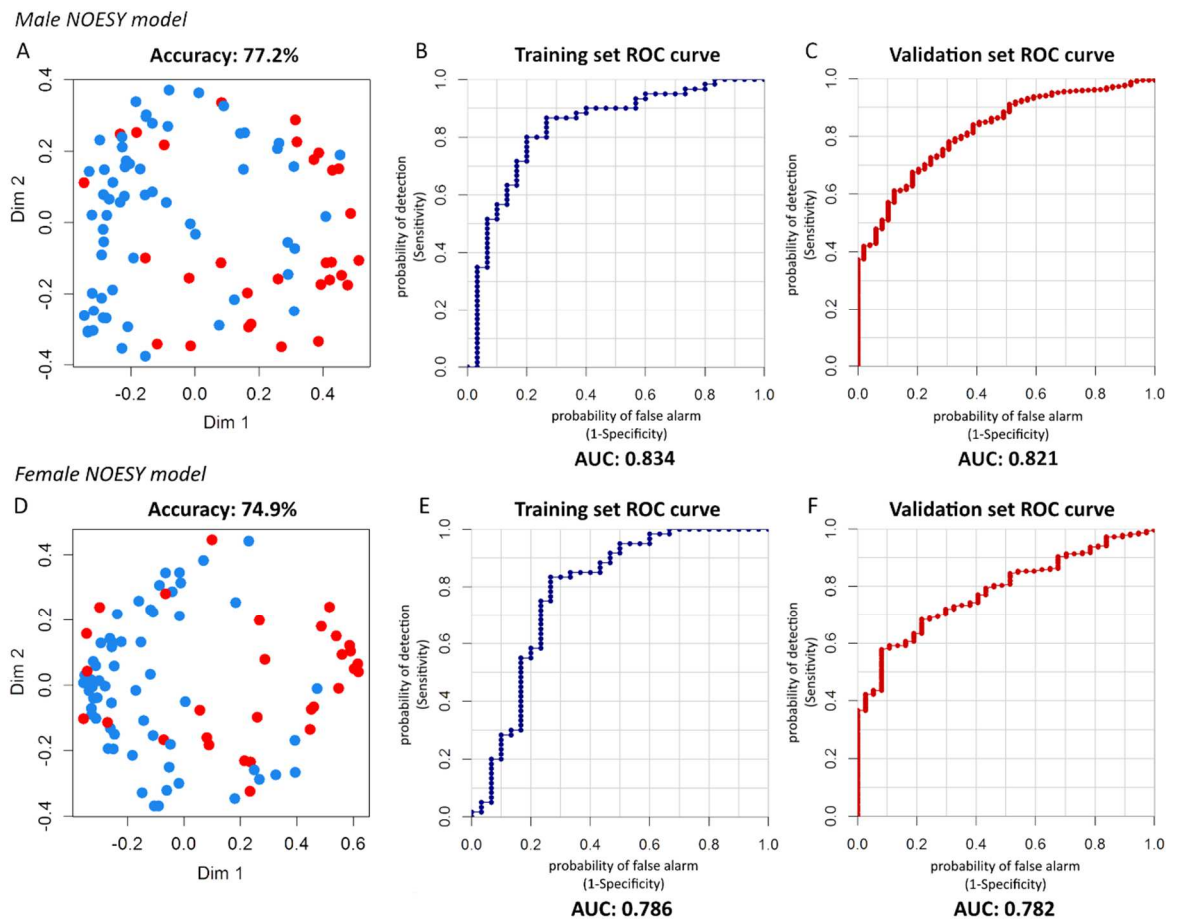 Male NOESY model
A
Accuracy: 77.2%
Dim 2
0.4
0.2
0.0
-0.2
-0.4
-0.2
0.0
0.2
0.4
Dim 1
B
Training set ROC curve
probability of detection
(Sensitivity)
1.0
0.8
0.6
0.4
0.2
0.0
0.0
0.2
0.4
0.6
0.8
1.0
probability of false alarm
(1-Specificity)
AUC: 0.834
C
Validation set ROC curve
probability of detection
(Sensitivity)
1.0
0.8
0.6
0.4
0.2
0.0
0.0
0.2
0.4
0.6
0.8
1.0
probability of false alarm
(1-Specificity)
AUC: 0.821
Female NOESY model
D
Accuracy: 74.9%
Dim 2
0.4
0.2
0.0
-0.2
-0.4
-0.2
0.0
0.2
0.4
0.6
Dim 1
E
Training set ROC curve
probability of detection
(Sensitivity)
1.0
0.8
0.6
0.4
0.2
0.0
0.0
0.2
0.4
0.6
0.8
1.0
probability of false alarm
(1-Specificity)
AUC: 0.786
F
Validation set ROC curve
probability of detection
(Sensitivity)
1.0
0.8
0.6
0.4
0.2
0.0
0.0
0.2
0.4
0.6
0.8
1.0
probability of false alarm
(1-Specificity)
AUC: 0.782